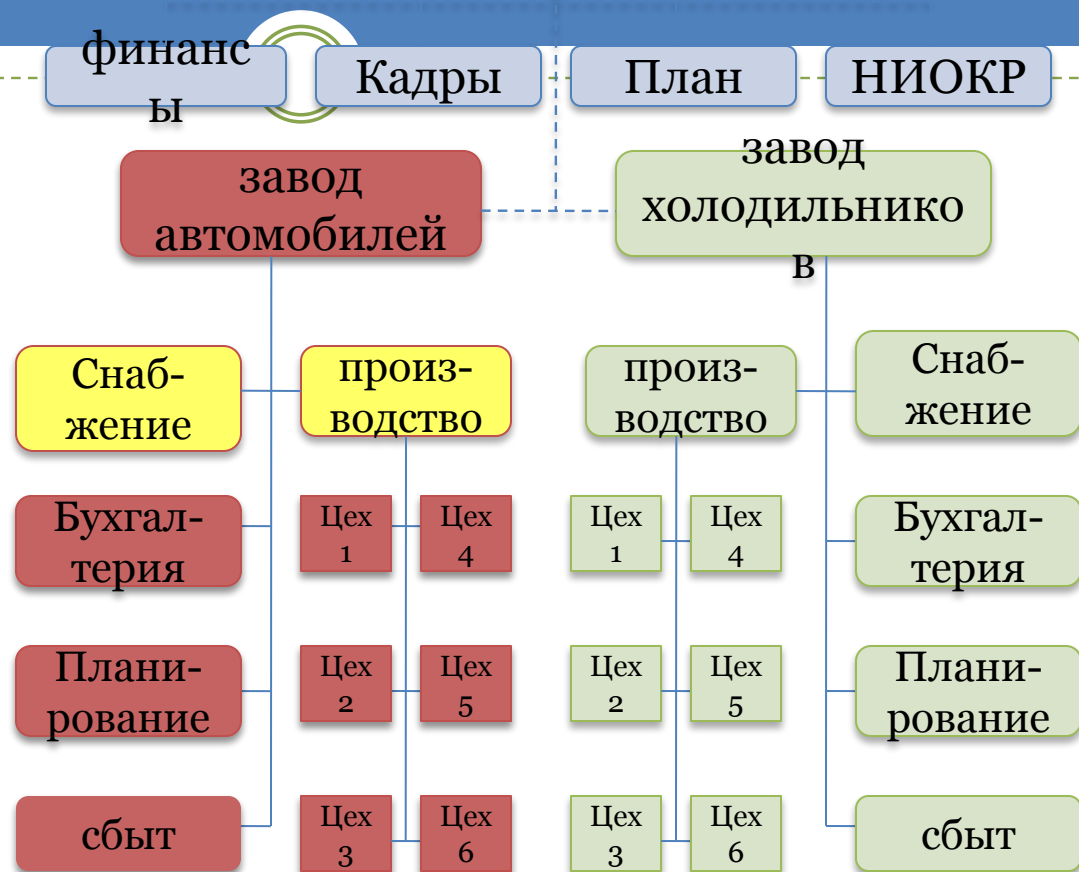 финанс
ы
Кадры
План
НИОКР
завод
автомобилей
завод
холодильнико
в
Снаб-
жение
произ-
водство
произ-
водство
Снаб-
жение
Бухгал-
терия
Цех
1
Цех
4
Цех
1
Цех
4
Бухгал-
терия
Плани-
рование
Цех
2
Цех
5
Цех
2
Цех
5
Плани-
рование
сбыт
Цех
3
Цех
6
Цех
3
Цех
6
сбыт